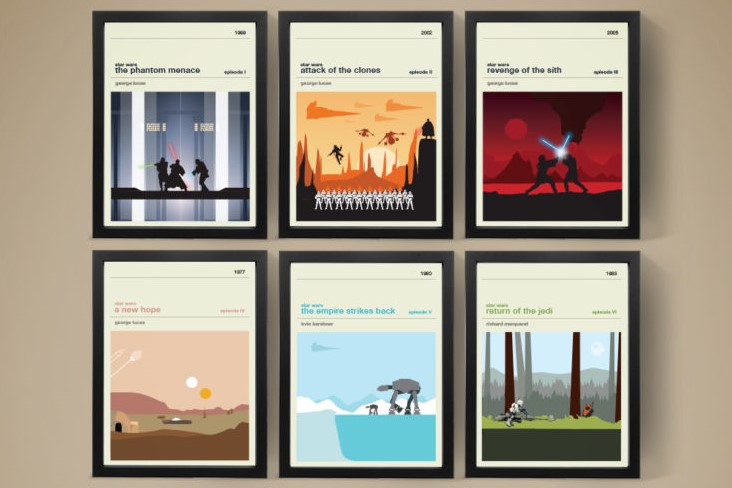 1999
star wars
the phantom menace episode I
george lucas
2002
star wars
attack of the clones episode II
george lucas
2005
star wars
revenge of the sith episode III
george lucas
1977
star wars
a new hope episode IV
george lucas
1980
star wars
the empire strikes back episode V
irvin kershner
1983
star wars
return of the jedi episode VI
richard marquand